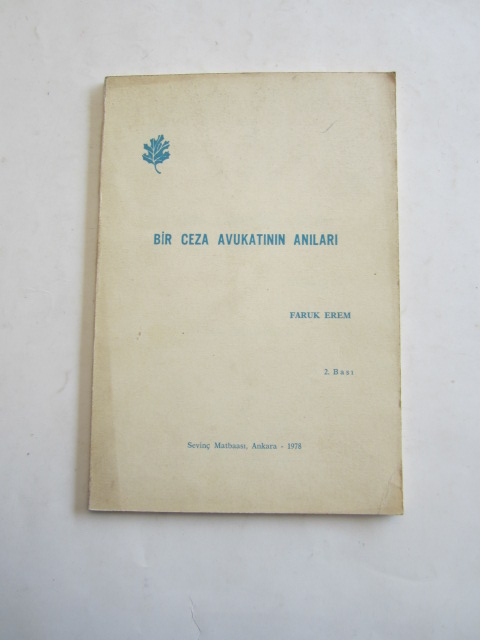 BİR CEZA AVUKATININ ANILARI
FARUK EREM
2. Bası
Sevinç Matbaası, Ankara - 1978